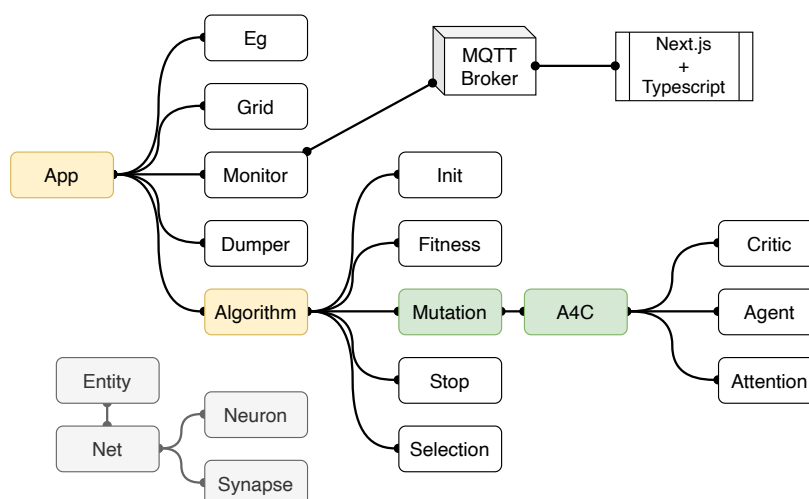 Eg
MQTT
Broker
Next.js
+
Typescript
Grid
App
Monitor
Init
Dumper
Fitness
Critic
Algorithm
Mutation
A4C
Agent
Entity
Stop
Attention
Neuron
Net
Selection
Synapse